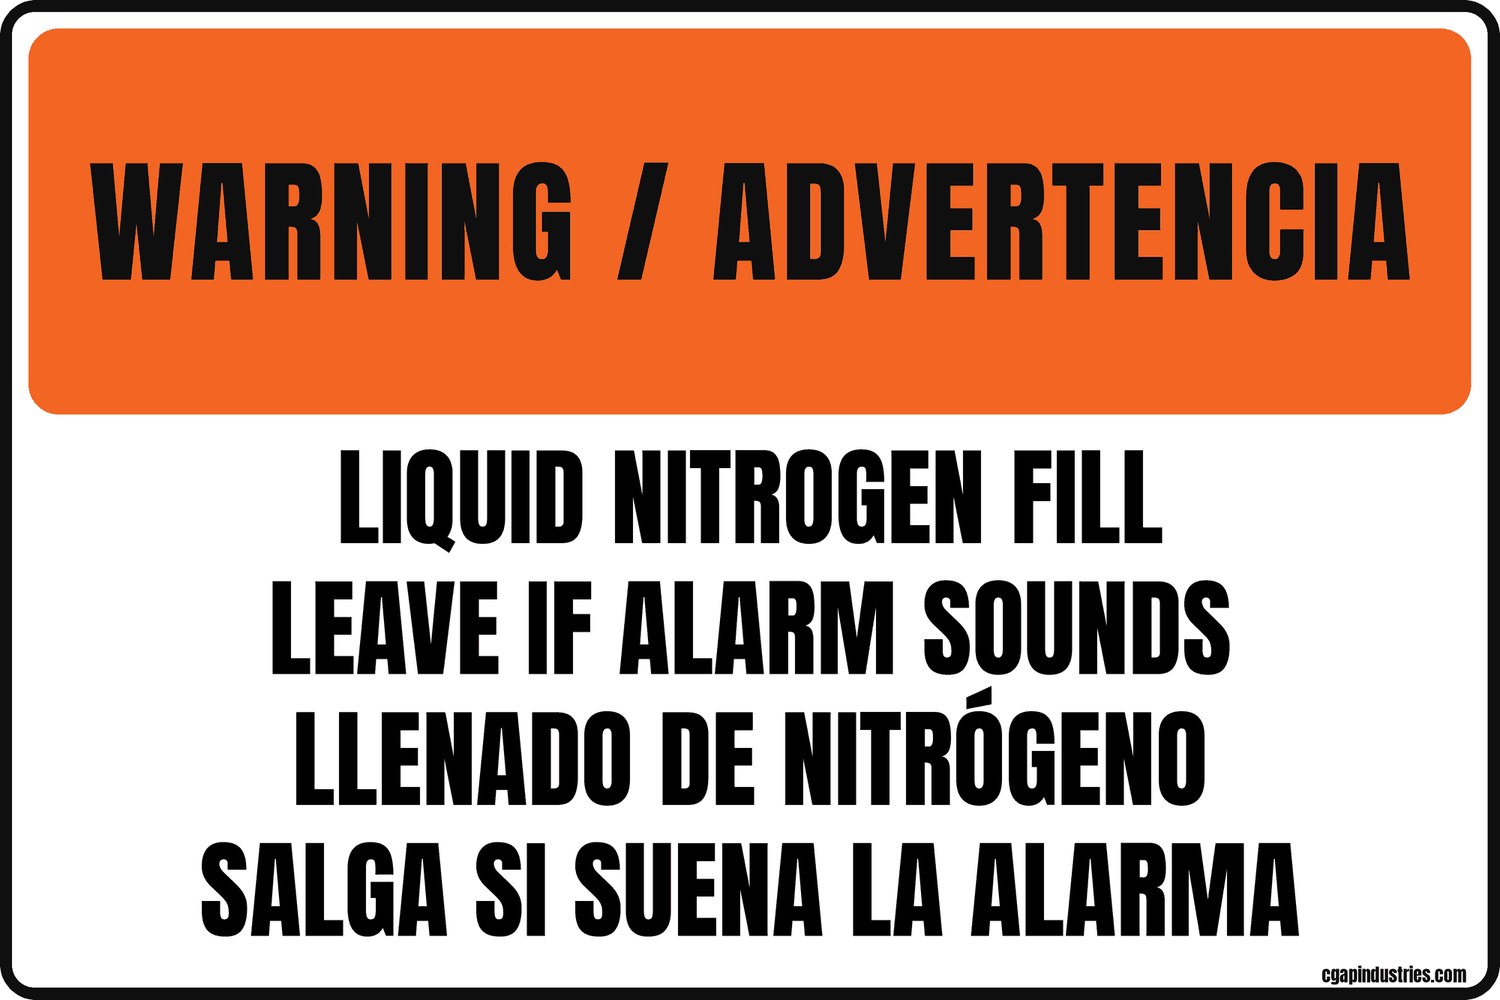 WARNING / ADVERTENCIA
LIQUID NITROGEN FILL
LEAVE IF ALARM SOUNDS
LLENADO DE NITRÓGENO
SALGA SI SUENA LA ALARMA
cgapindustries.com